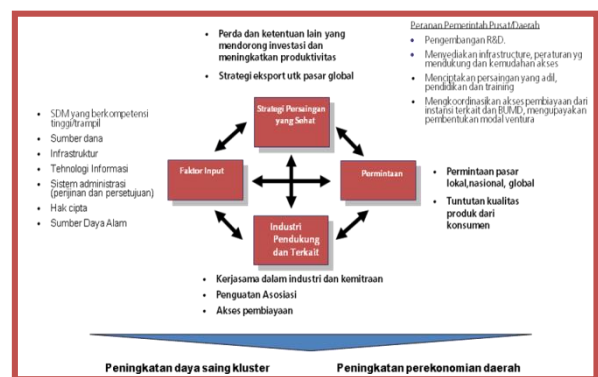 • Perda dan ketentuan lain yang
mendorong investasi dan
meningkatkan produktivitas
• Strategi eksport utk pasar global
Peranan Pemerintah Pusat/Daerah
• Pengembangan R&D.
• Menyediakan infrastructure, peraturan yg
mendukung dan kemudahan akses
• Menciptakan persaingan yang adil,
pendidikan dan training
• Mengkoordinasikan akses pembiayaan dari
instansi terkait dan BUMD, mengupayakan
pembentukan modal ventura
• SDM yang berkompetensi
tinggi/trampil
• Sumber dana
• Infrastruktur
• Tehnologi Informasi
• Sistem administrasi
(perijinan dan persetujuan)
• Hak cipta
• Sumber Daya Alam
Strategi Persaingan
yang Sehat
Faktor Input
Permintaan
Industri
Pendukung
dan Terkait
• Permintaan pasar
lokal,nasional, global
• Tuntutan kualitas
produk dari
konsumen
• Kerjasama dalam industri dan kemitraan
• Penguatan Asosiasi
• Akses pembiayaan
Peningkatan daya saing kluster
Peningkatan perekonomian daerah